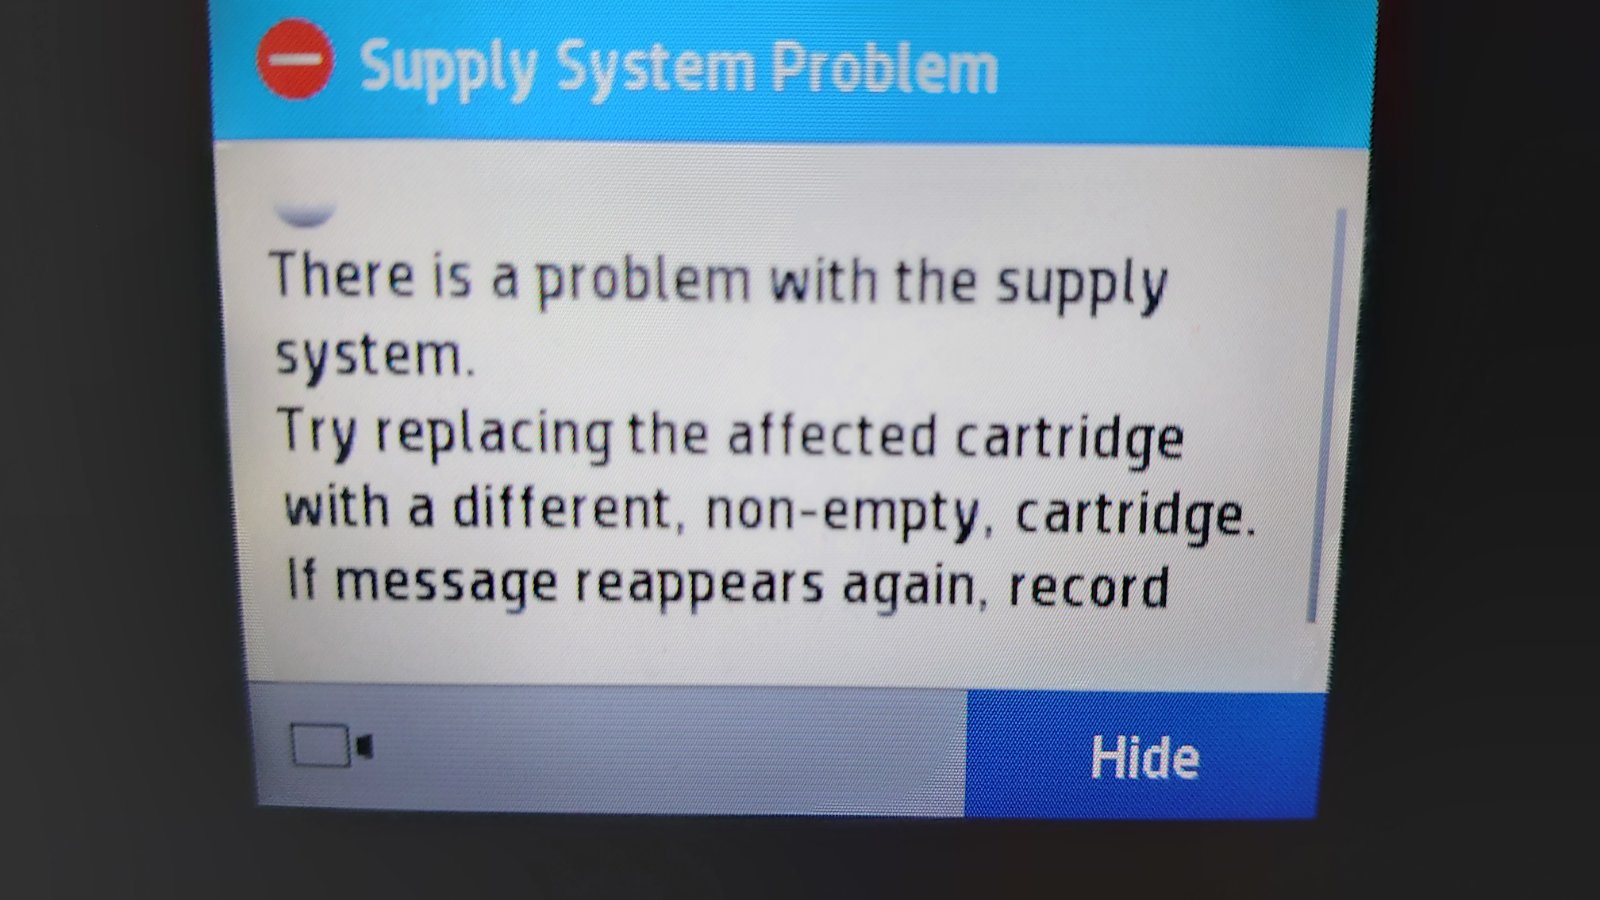 Supply System Problem
There is a problem with the supply
system.
Try replacing the affected cartridge
with a different, non-empty, cartridge.
If message reappears again, record
Hide